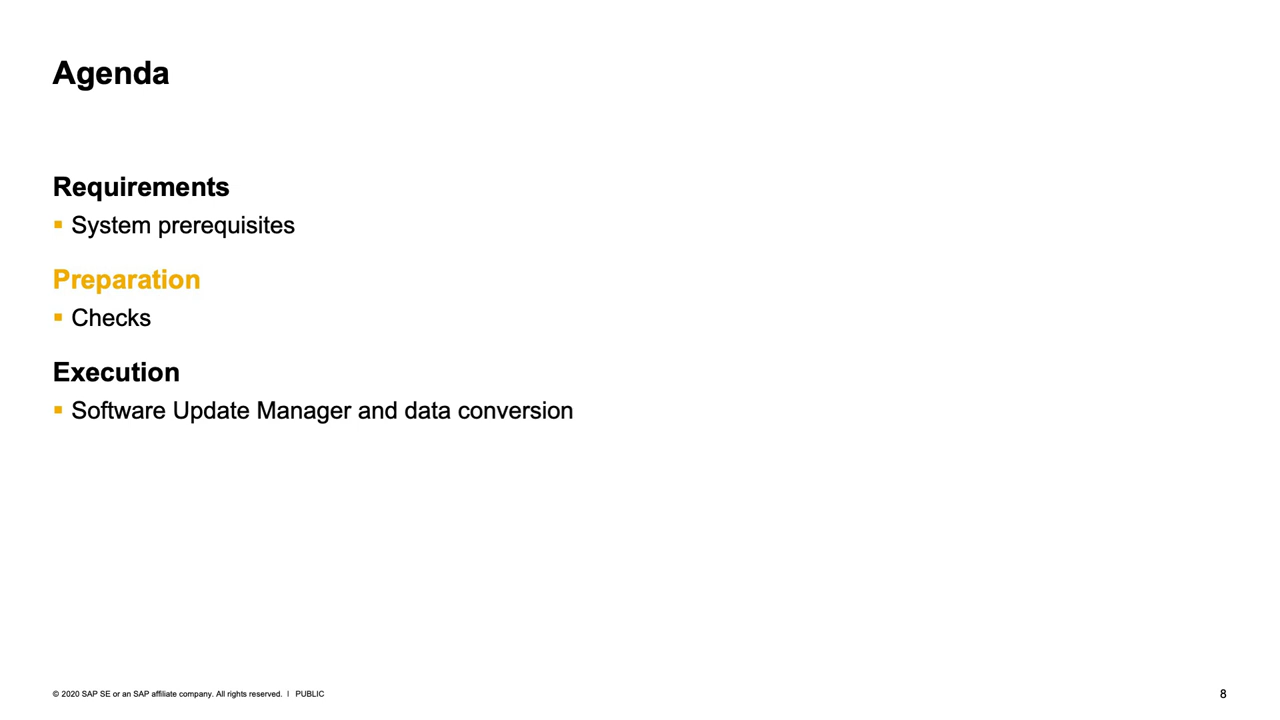 Agenda
Requirements
▪ System prerequisites
Preparation
▪ Checks
Execution
▪ Software Update Manager and data conversion
© 2020 SAP SE or an SAP affiliate company. All rights reserved. | PUBLIC
8